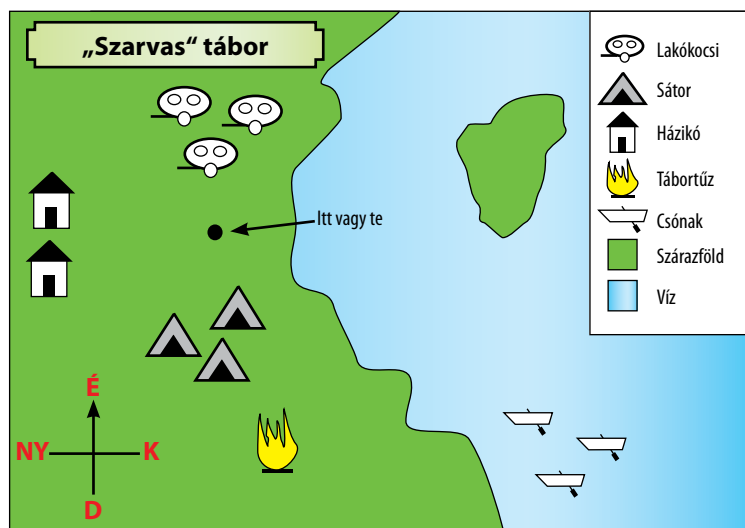 „Szarvas“ tábor
Lakókocsi
Sátor
Házikó
Tábortűz
Csónak
Szárazföld
Víz
Itt vagy te
É
NY
K
D